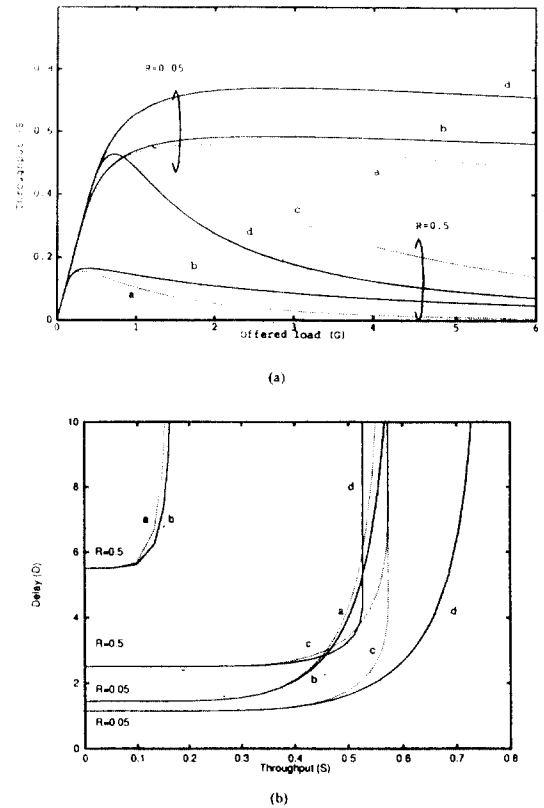 R=0.05
d
b
a
c
d
R=0.5
b
a
0.2
0
0 1 2 3 4 5 6
Offered load (G)
(a)
10
8
6
4
2
0
Delay (D)
a b
R=0.5
d
a
R=0.5
c
d
c
b
R=0.05
R=0.05
0 0.1 0.2 0.3 0.4 0.5 0.6 0.7 0.8
Throughput (S)
(b)